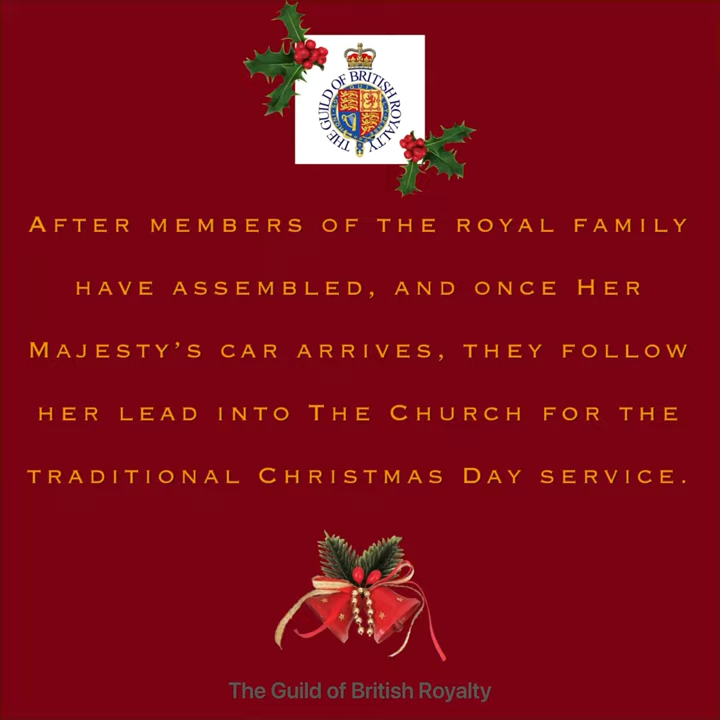 THE GUILD OF BRITISH ROYALTY
AFTER MEMBERS OF THE ROYAL FAMILY
HAVE ASSEMBLED, AND ONCE HER
MAJESTY'S CAR ARRIVES, THEY FOLLOW
HER LEAD INTO THE CHURCH FOR THE
TRADITIONAL CHRISTMAS DAY SERVICE.
The Guild of British Royalty